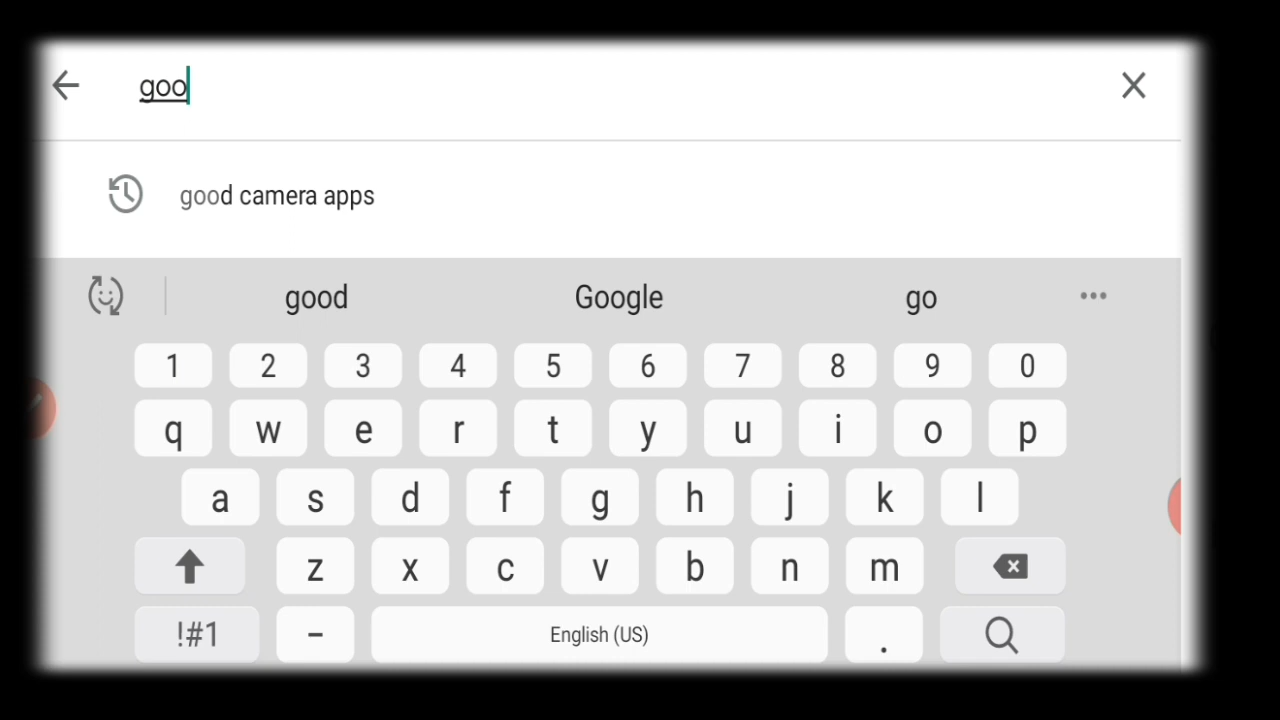 goo
good camera apps
good Google go
1 2 3 4 5 6 7 8 9 0
q w e r t y u i o p
a s d f g h j k l
z x c v b n m
!#1 - English (US) .